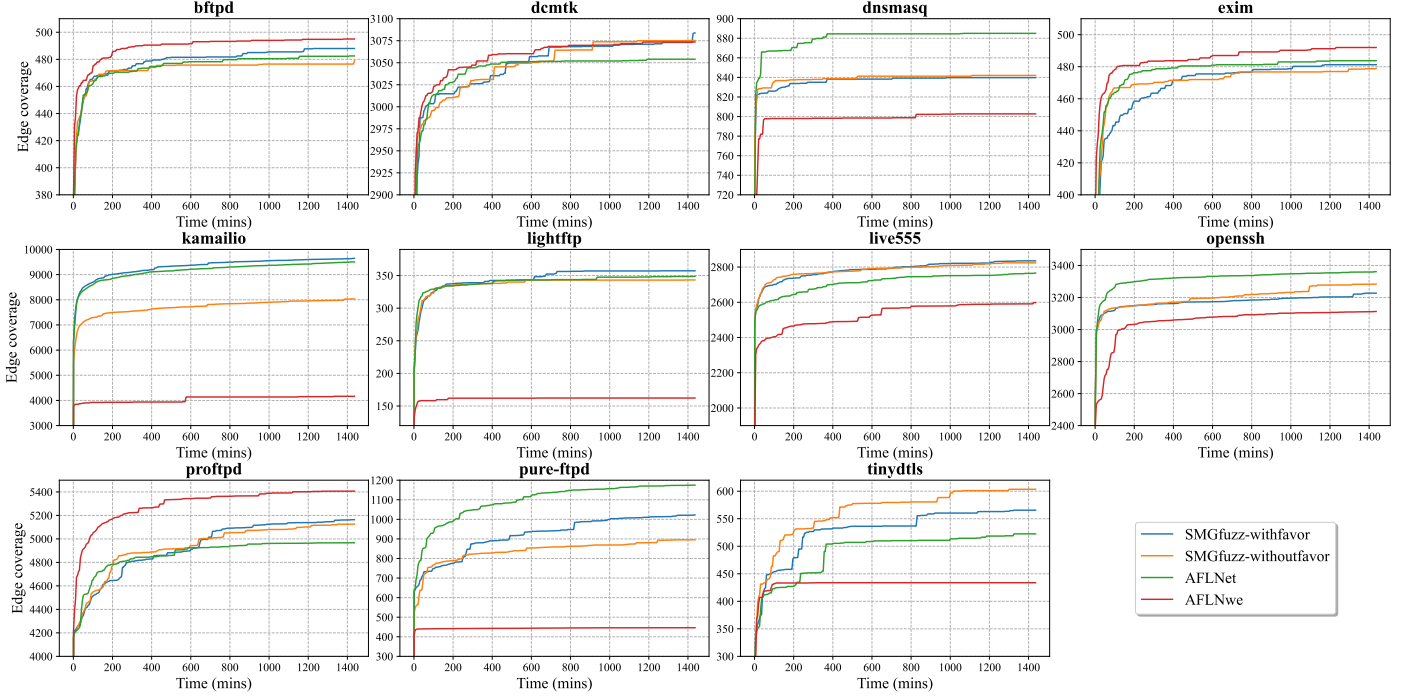 bftpd
dcmtk
dnsmasq
exim
Edge coverage
500
480
460
440
420
400
380
3100
3075
3050
3025
3000
2975
2950
2925
2900
900
880
860
840
820
800
780
760
740
720
500
480
460
440
420
400
0 200 400 600 800 1000 1200 1400
0 200 400 600 800 1000 1200 1400
0 200 400 600 800 1000 1200 1400
0 200 400 600 800 1000 1200 1400
Time (mins)
Time (mins)
Time (mins)
Time (mins)
kamailio
lightftp
live555
openssh
Edge coverage
10000
9000
8000
7000
6000
5000
4000
3000
350
300
250
200
150
2800
2600
2400
2200
2000
3400
3200
3000
2800
2600
2400
0 200 400 600 800 1000 1200 1400
0 200 400 600 800 1000 1200 1400
0 200 400 600 800 1000 1200 1400
0 200 400 600 800 1000 1200 1400
Time (mins)
Time (mins)
Time (mins)
Time (mins)
proftpd
pure-ftpd
tinydtls
Edge coverage
5400
5200
5000
4800
4600
4400
4200
4000
1200
1100
1000
900
800
700
600
500
400
300
600
550
500
450
400
350
300
0 200 400 600 800 1000 1200 1400
0 200 400 600 800 1000 1200 1400
0 200 400 600 800 1000 1200 1400
Time (mins)
Time (mins)
Time (mins)
SMGfuzz-withfavor
SMGfuzz-withoutfavor
AFLNet
AFLNwe